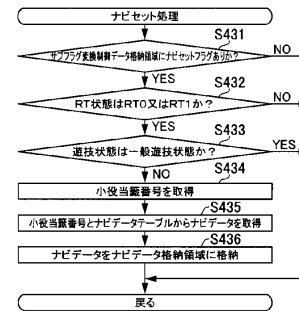 ナビセット処理
S431
サブフラグ変換制御データ格納領域にナビセットフラグありか?
NO
YES
S432
RT状態はRT0又はRT1か?
NO
YES
S433
遊技状態は一般遊技状態か?
YES
NO
S434
小役当籤番号を取得
S435
小役当籤番号とナビデータテーブルからナビデータを取得
S436
ナビデータをナビデータ格納領域に格納
戻る